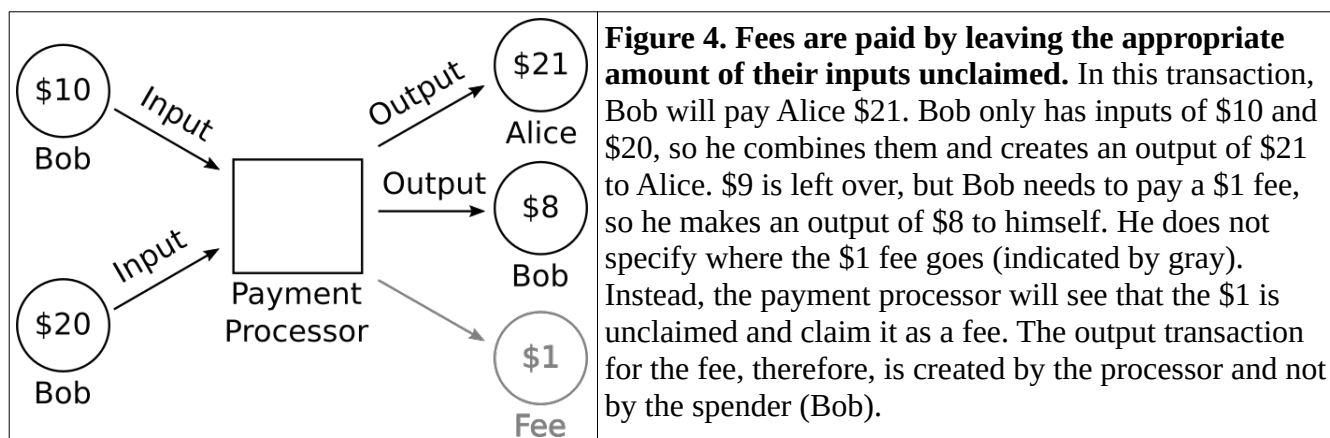 $10
Bob
Input
$20
Bob
Input
Payment
Processor
Output
$21
Alice
Output
$8
Bob
$1
Fee
Figure 4. Fees are paid by leaving the appropriate
amount of their inputs unclaimed. In this transaction,
Bob will pay Alice $21. Bob only has inputs of $10 and
$20, so he combines them and creates an output of $21
to Alice. $9 is left over, but Bob needs to pay a $1 fee,
so he makes an output of $8 to himself. He does not
specify where the $1 fee goes (indicated by gray).
Instead, the payment processor will see that the $1 is
unclaimed and claim it as a fee. The output transaction
for the fee, therefore, is created by the processor and not
by the spender (Bob).